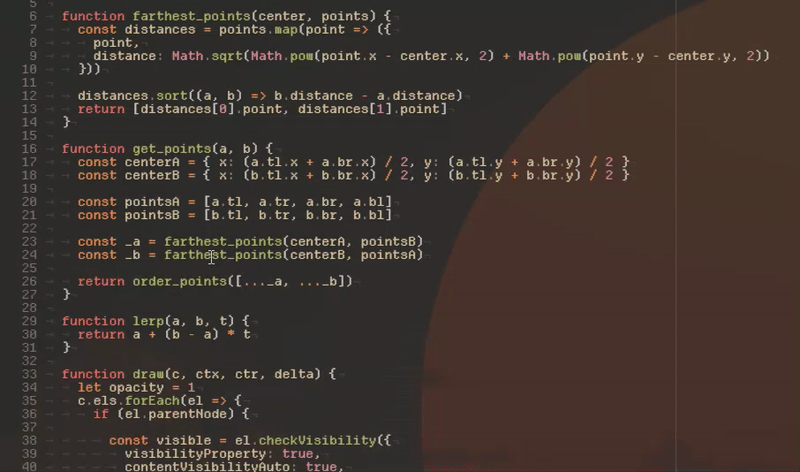 5
6 function farthest_points(center, points) {
7 const distances = points.map(point => ({
8 point,
9 distance: Math.sqrt(Math.pow(point.x - center.x, 2) + Math.pow(point.y - center.y, 2))
10 }))
11
12 distances.sort((a, b) => b.distance - a.distance)
13 return [distances[0].point, distances[1].point]
14 }
15
16 function get_points(a, b) {
17 const centerA = { x: (a.tl.x + a.br.x) / 2, y: (a.tl.y + a.br.y) / 2 }
18 const centerB = { x: (b.tl.x + b.br.x) / 2, y: (b.tl.y + b.br.y) / 2 }
19
20 const pointsA = [a.tl, a.tr, a.br, a.bl]
21 const pointsB = [b.tl, b.tr, b.br, b.bl]
22
23 const _a = farthest_points(centerA, pointsB)
24 const _b = farthest_points(centerB, pointsA)
25
26 return order_points([..._a, ..._b])
27 }
28
29 function lerp(a, b, t) {
30 return a + (b - a) * t
31 }
32
33 function draw(c, ctx, ctr, delta) {
34 let opacity = 1
35 c.els.forEach(el => {
36 if (el.parentNode) {
37
38 const visible = el.checkVisibility({
39 visibilityProperty: true,
40 contentVisibilityAuto: true,